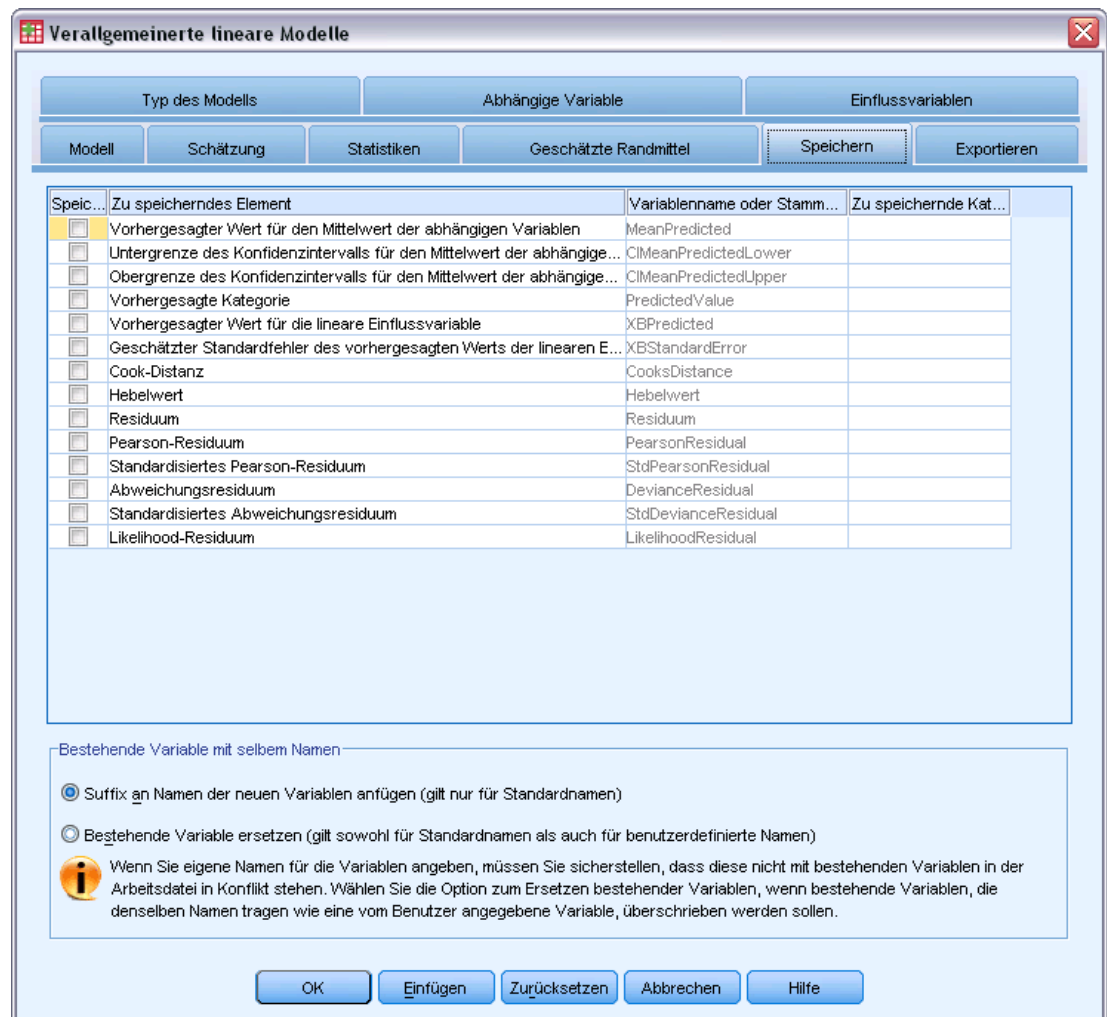 Verallgemeinerte lineare Modelle
Typ des Modells Abhängige Variable Einflussvariablen
Modell Schätzung Statistiken Geschätzte Randmittel Speichern Exportieren
Speic... Zu speicherndes Element Variablenname oder Stamm... Zu speichernde Kat...
Vorhergesagter Wert für den Mittelwert der abhängigen Variablen MeanPredicted
Untergrenze des Konfidenzintervalls für den Mittelwert der abhängige... CIMeanPredictedLower
Obergrenze des Konfidenzintervalls für den Mittelwert der abhängige... CIMeanPredictedUpper
Vorhergesagte Kategorie PredictedValue
Vorhergesagter Wert für die lineare Einflussvariable XBPredicted
Geschätzter Standardfehler des vorhergesagten Werts der linearen E... XBStandardError
Cook-Distanz CooksDistance
Hebelwert Hebelwert
Residuum Residuum
Pearson-Residuum PearsonResidual
Standardisiertes Pearson-Residuum StdPearsonResidual
Abweichungsresiduum DevianceResidual
Standardisiertes Abweichungsresiduum StdDevianceResidual
Likelihood-Residuum LikelihoodResidual
Bestehende Variable mit selbem Namen
Suffix an Namen der neuen Variablen anfügen (gilt nur für Standardnamen)
Bestehende Variable ersetzen (gilt sowohl für Standardnamen als auch für benutzerdefinierte Namen)
Wenn Sie eigene Namen für die Variablen angeben, müssen Sie sicherstellen, dass diese nicht mit bestehenden Variablen in der
Arbeitsdatei in Konflikt stehen. Wählen Sie die Option zum Ersetzen bestehender Variablen, wenn bestehende Variablen, die
denselben Namen tragen wie eine vom Benutzer angegebene Variable, überschrieben werden sollen.
OK Einfügen Zurücksetzen Abbrechen Hilfe